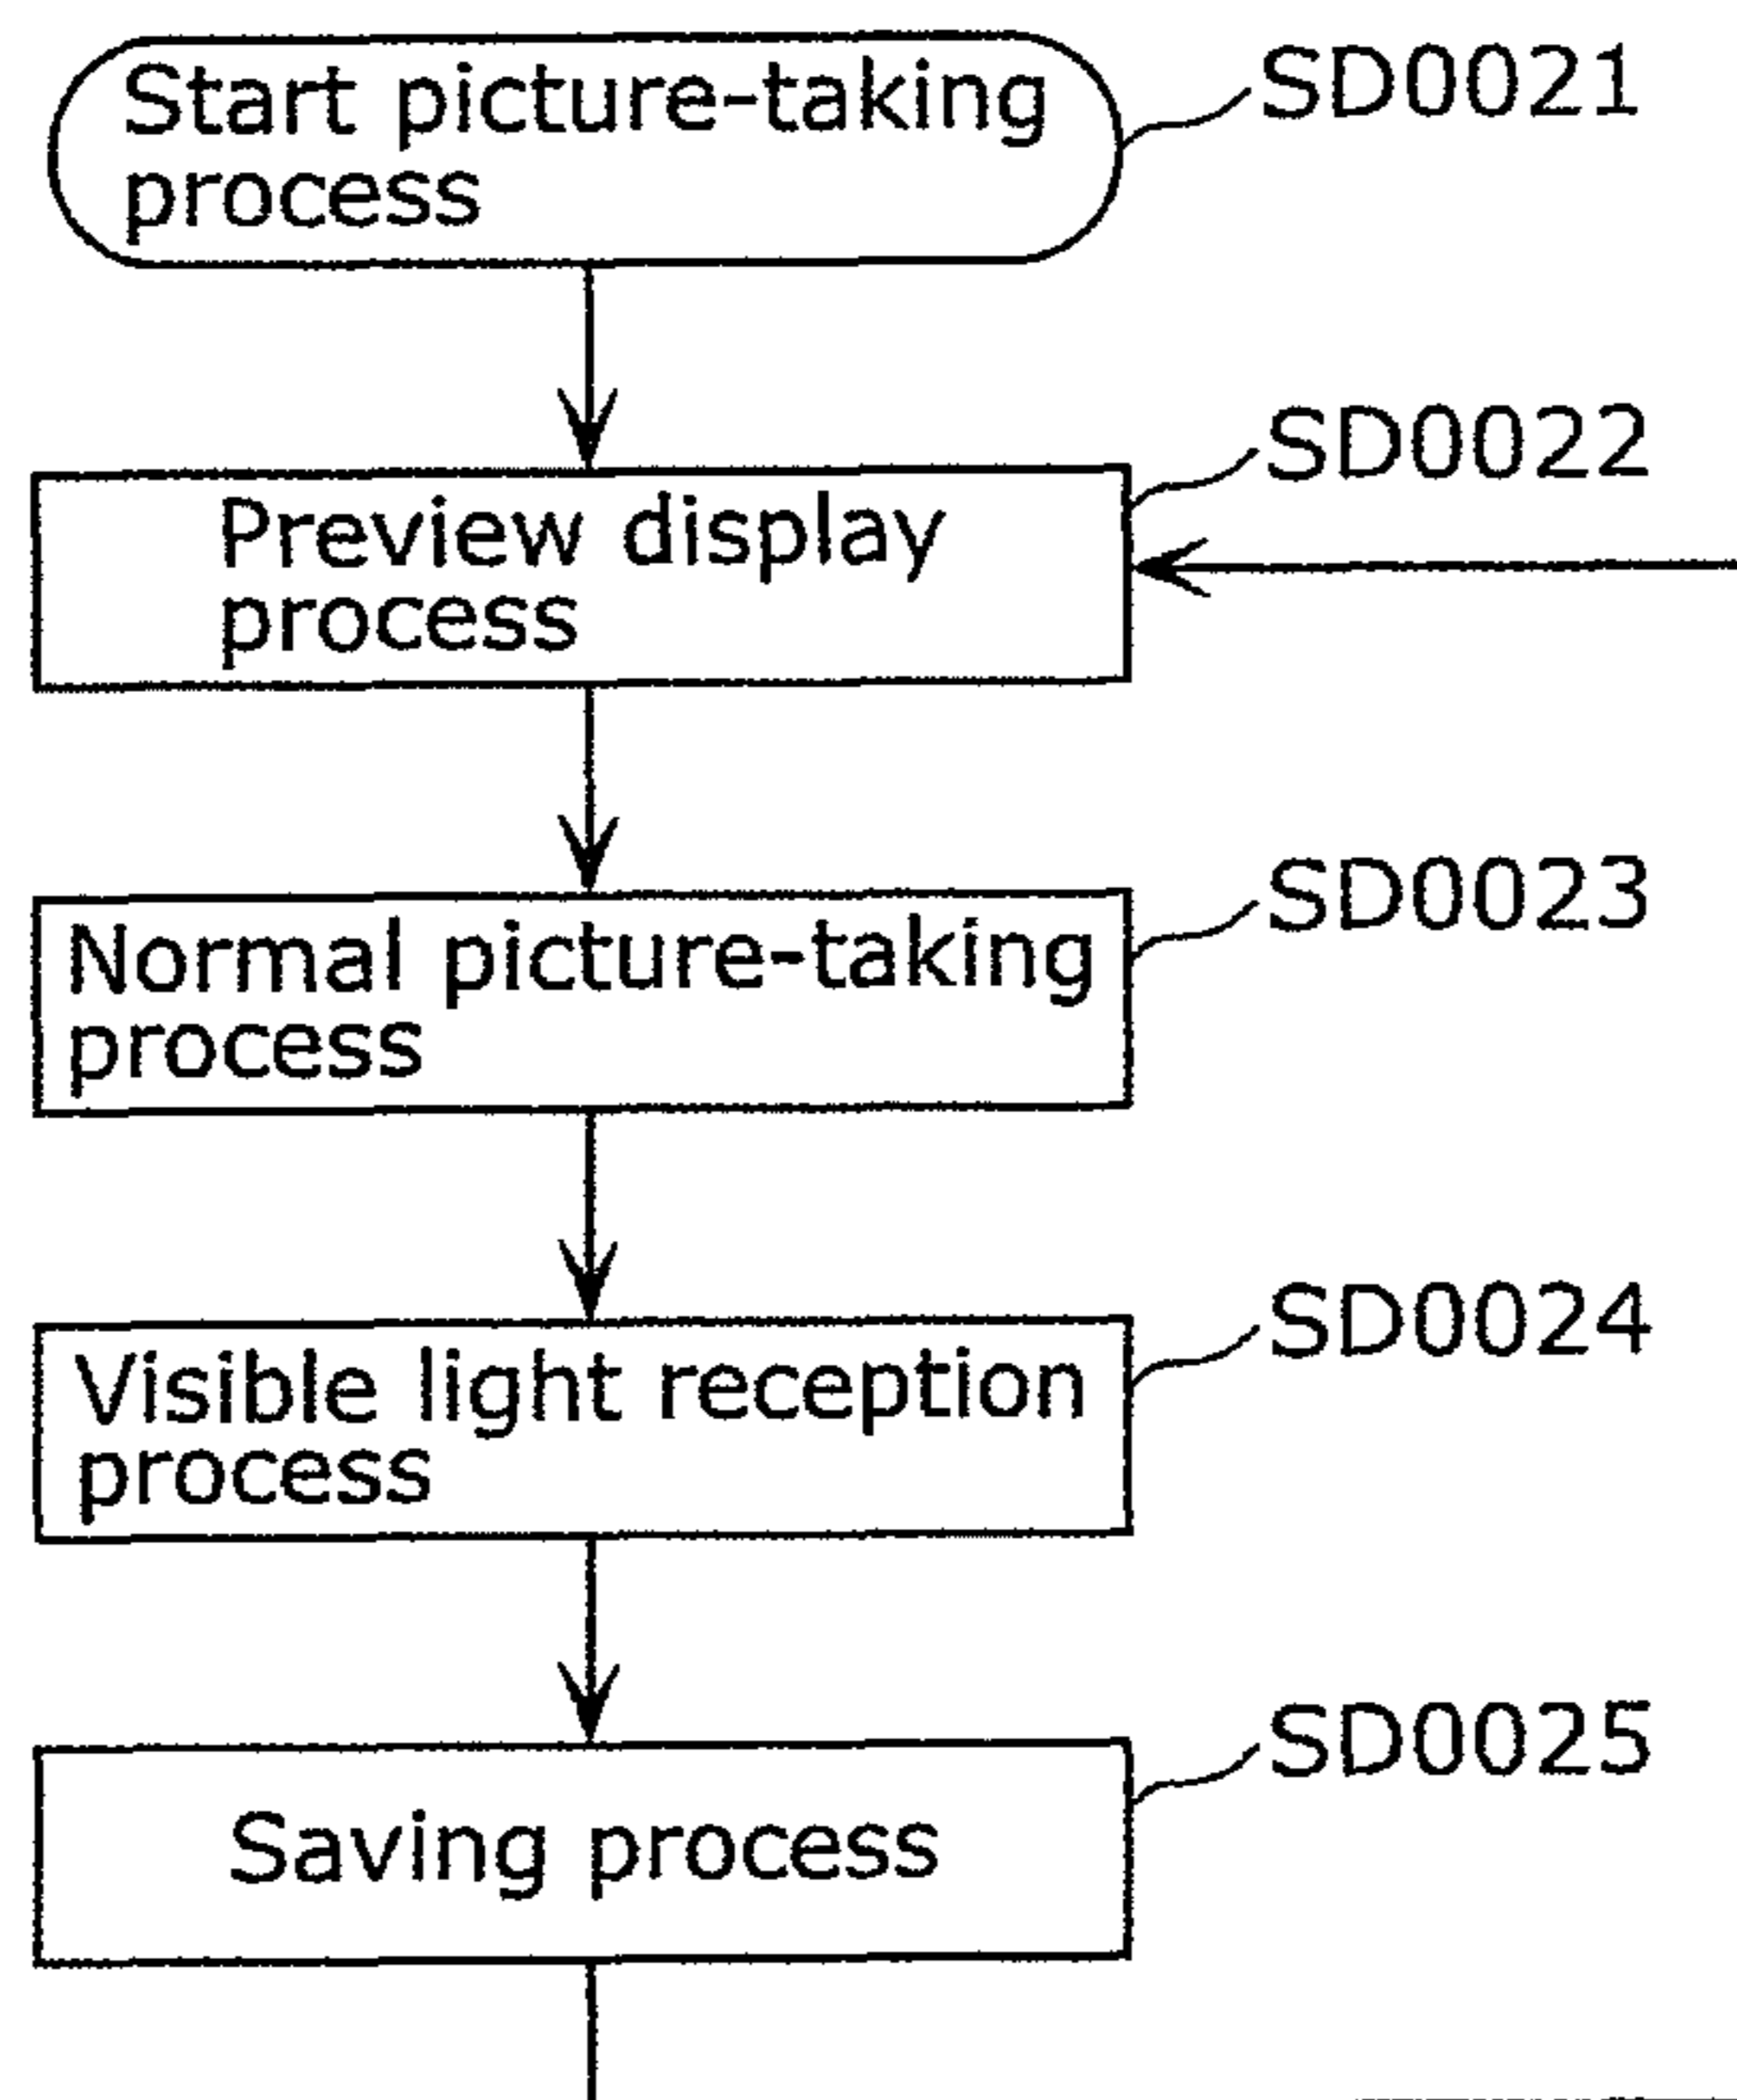 Start picture-taking
process
SD0021
Preview display
process
SD0022
Normal picture-taking
process
SD0023
Visible light reception
process
SD0024
Saving process
SD0025